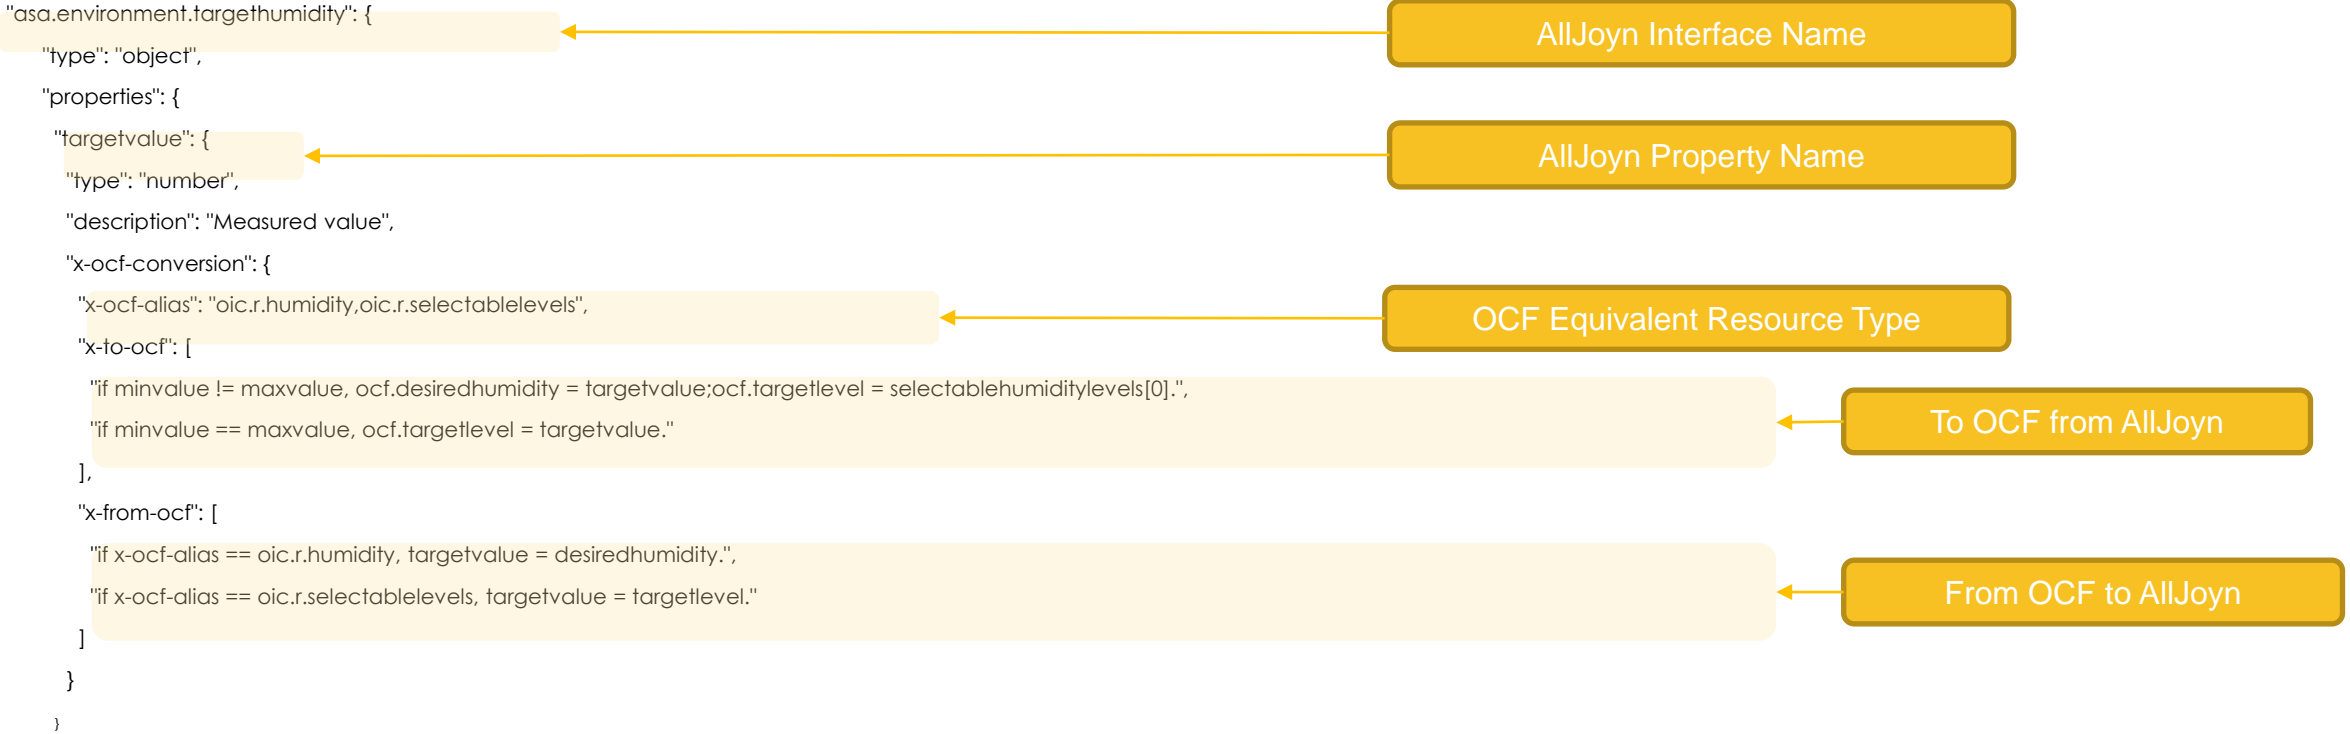 "asa.environment.targethumidity": {
AllJoyn Interface Name
"type": "object",
"properties": {
"targetvalue": {
AllJoyn Property Name
"type": "number",
"description": "Measured value",
"x-ocf-conversion": {
"x-ocf-alias": "oic.r.humidity,oic.r.selectablelevels",
OCF Equivalent Resource Type
"x-to-ocf": [
"if minvalue != maxvalue, ocf.desiredhumidity = targetvalue;ocf.targetlevel = selectablehumiditylevels[0].",
"if minvalue == maxvalue, ocf.targetlevel = targetvalue."
To OCF from AllJoyn
],
"x-from-ocf": [
"if x-ocf-alias == oic.r.humidity, targetvalue = desiredhumidity.",
"if x-ocf-alias == oic.r.selectablelevels, targetvalue = targetlevel."
From OCF to AllJoyn
]
}
}